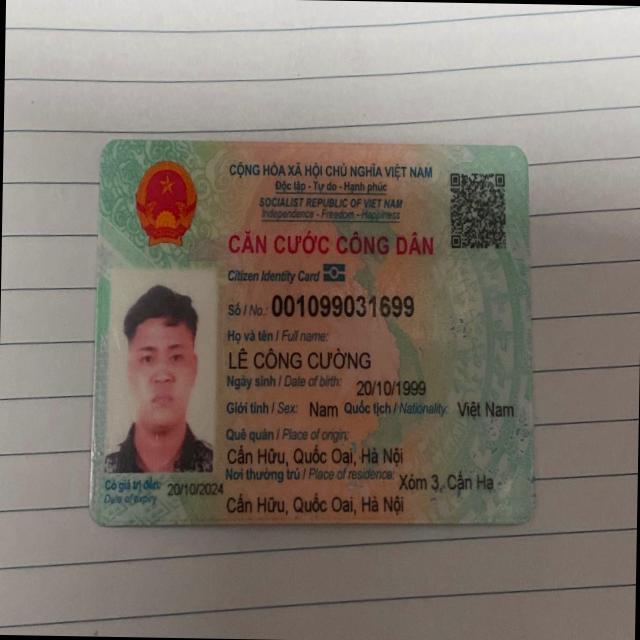 CỘNG HÒA XÃ HỘI CHỦ NGHĨA VIỆT NAM
Độc lập - Tự do - Hạnh phúc
SOCIALIST REPUBLIC OF VIET NAM
Independence - Freedom - Happiness
CĂN CƯỚC CÔNG DÂN
Citizen Identity Card
Số / No.: 001099031699
Họ và tên / Full name:
LÊ CÔNG CƯỜNG
Ngày sinh / Date of birth: 20/10/1999
Giới tính / Sex: Nam Quốc tịch / Nationality: Việt Nam
Quê quán / Place of origin:
Cấn Hữu, Quốc Oai, Hà Nội
Nơi thường trú / Place of residence: Xóm 3, Cấn Hạ
Cấn Hữu, Quốc Oai, Hà Nội
Có giá trị đến: 20/10/2024
Date of expiry